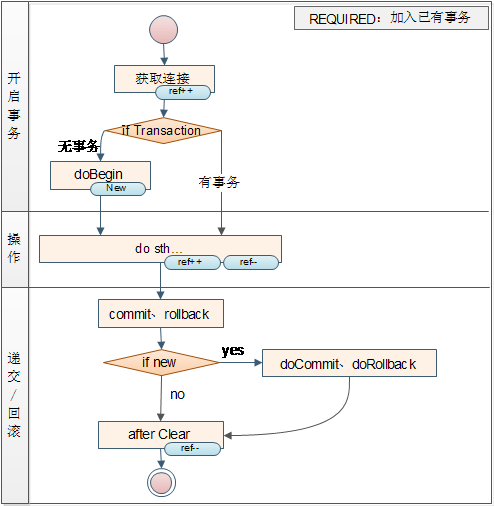 REQUIRED：加入已有事务
开启事务
获取连接
ref++
if Transaction
无事务
doBegin
New
有事务
操作
do sth...
ref++
ref--
递交/回滚
commit、rollback
if new
yes
doCommit、doRollback
no
after Clear
ref--